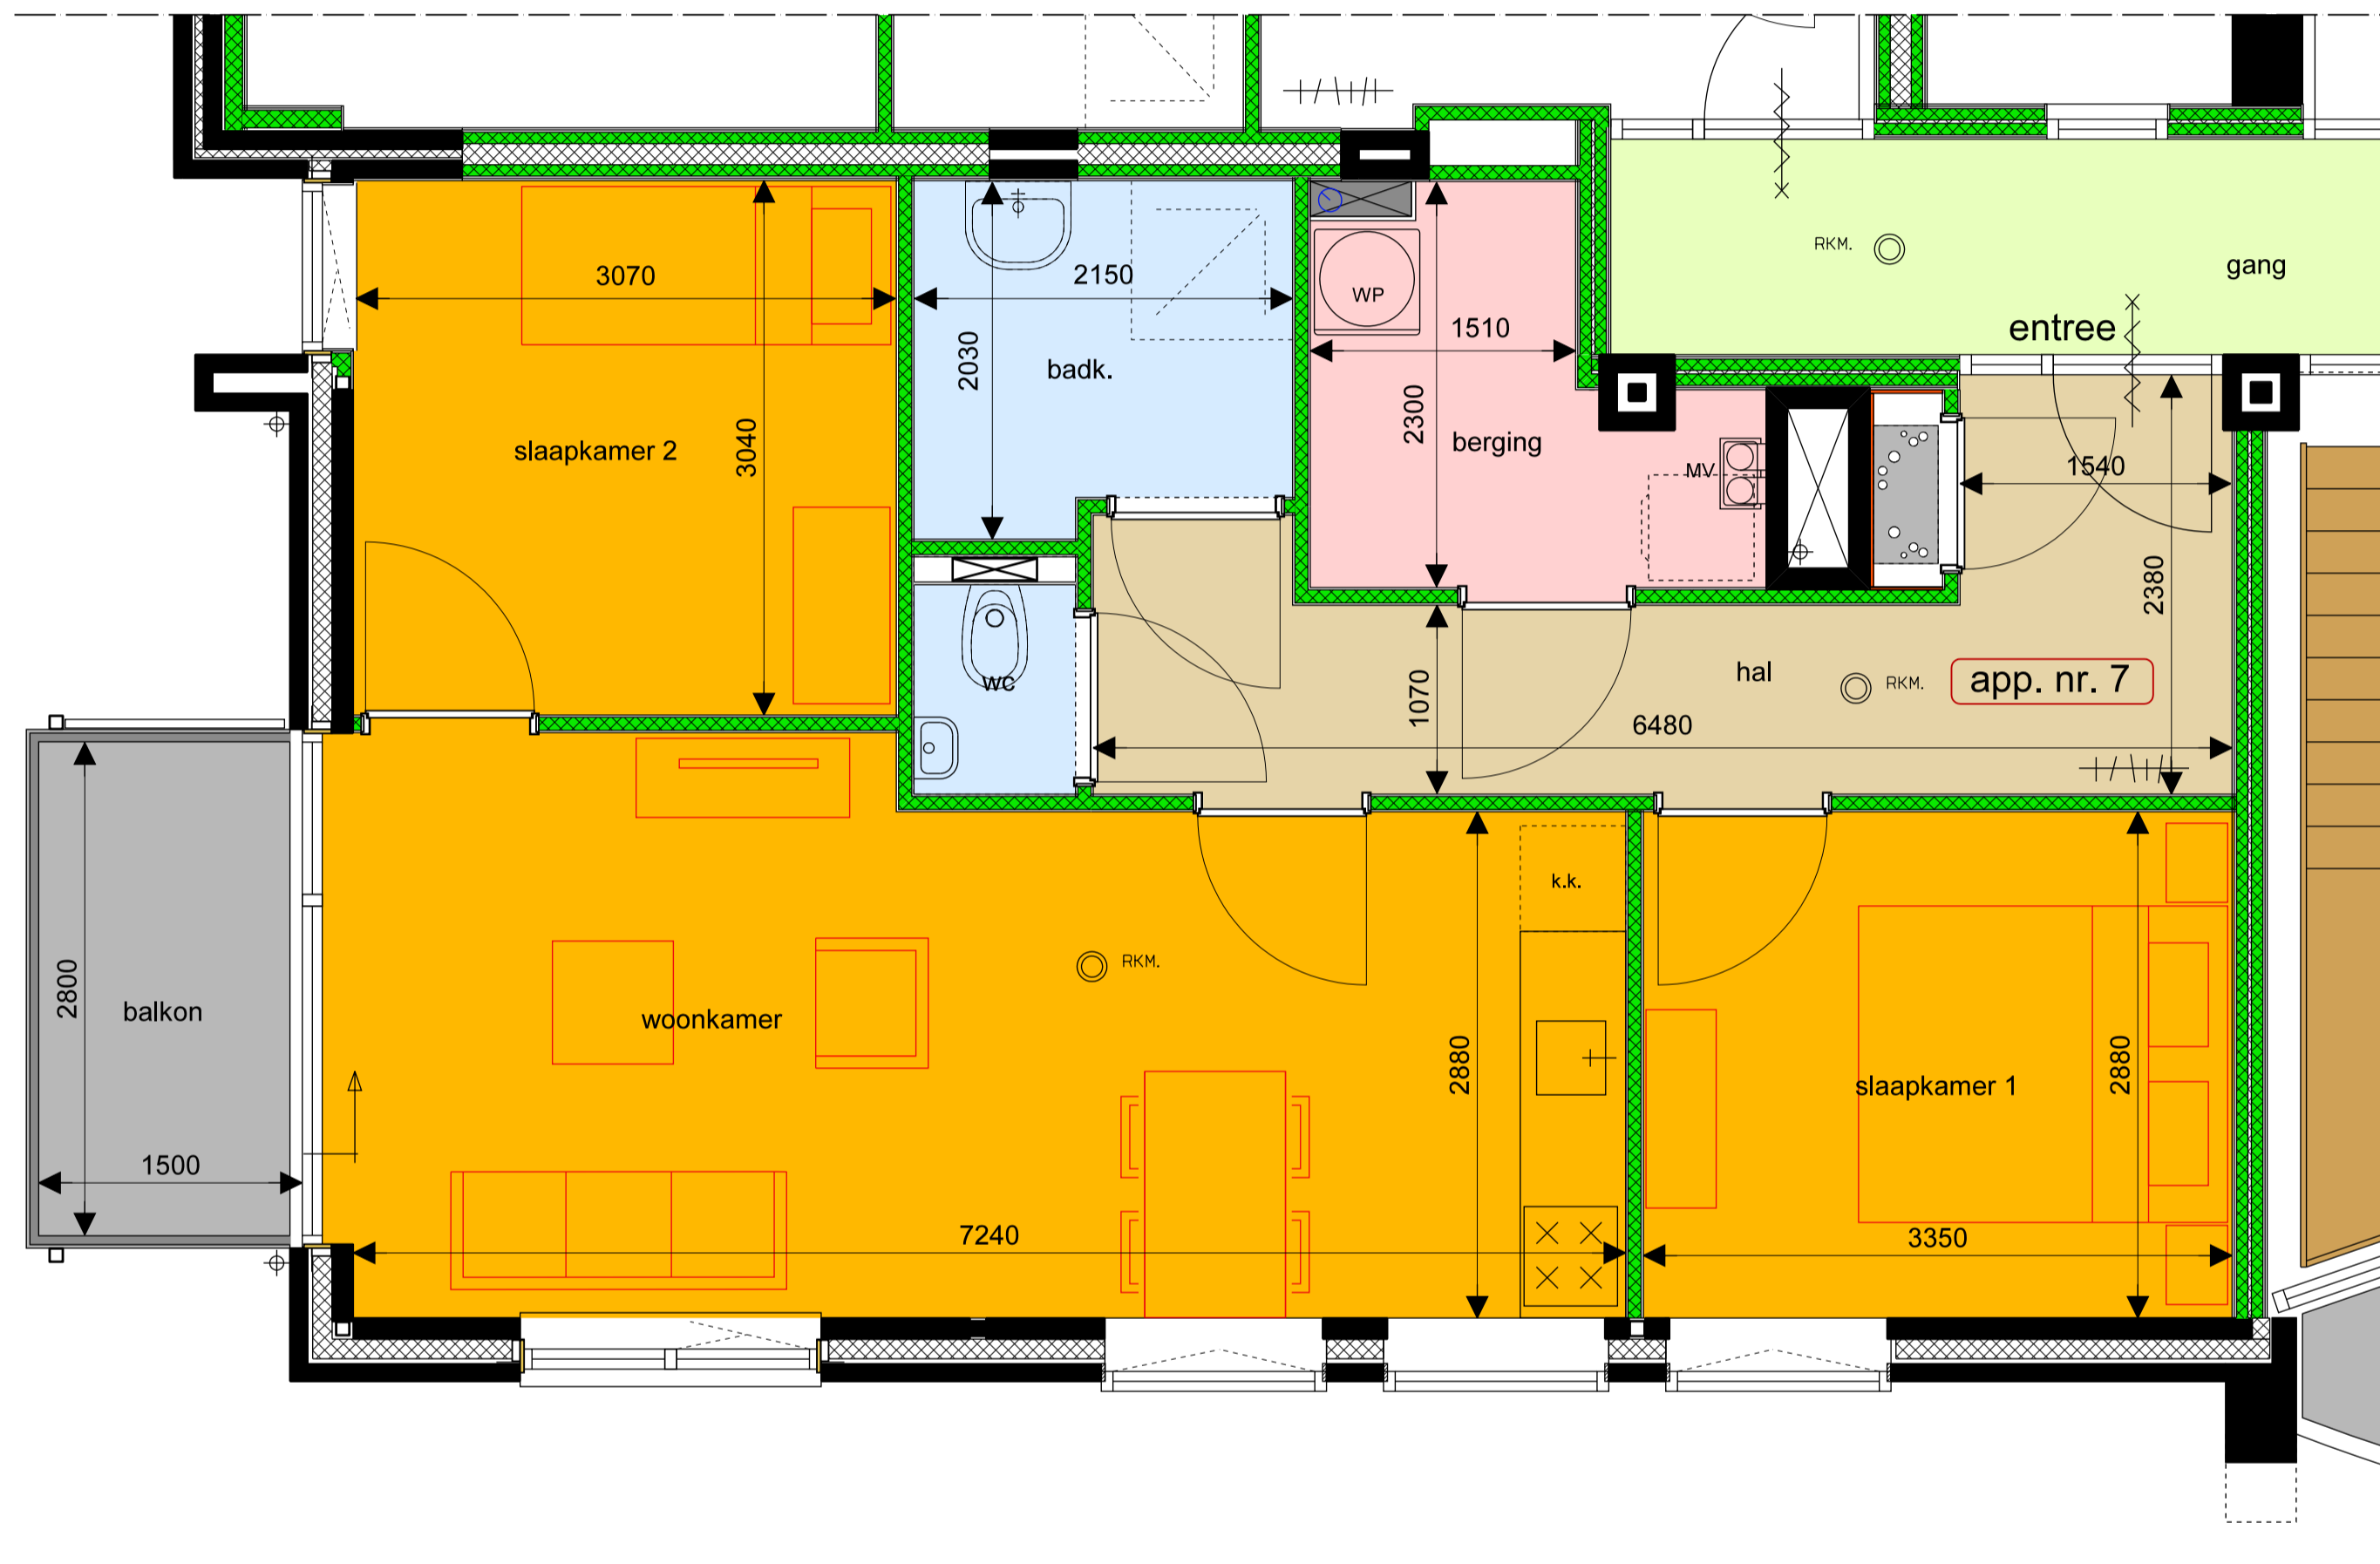 RKM.
gang
3070
2150
WP
entree
1510
2030
badk.
2300
berging
slaapkamer 2
3040
MV
1540
2380
wc
hal
RKM.
app. nr. 7
1070
6480
k.k.
RKM.
2800
balkon
woonkamer
2880
slaapkamer 1
2880
1500
7240
3350